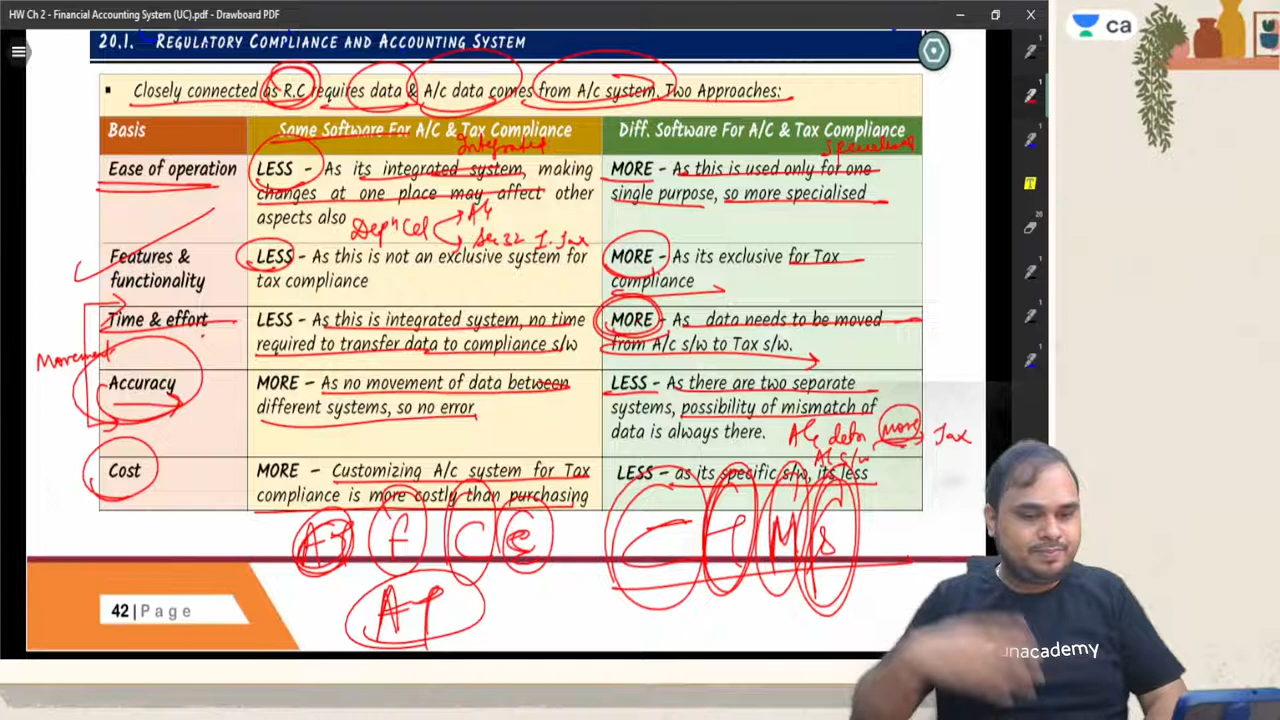 HW Ch 2 - Financial Accounting System (UC).pdf - Drawboard PDF
ca
20.1. REGULATORY COMPLIANCE AND ACCOUNTING SYSTEM
▪ Closely connected as R.C requires data & A/c data comes from A/c system. Two Approaches:
Basis
Same Software For A/C & Tax Compliance
Diff. Software For A/C & Tax Compliance
Integrated
Specialised
Ease of operation
LESS - As its integrated system, making
changes at one place may affect other
aspects also
MORE - As this is used only for one
single purpose, so more specialised
Depn Cal
A/c
Sec 32 I. Tax
Features &
functionality
LESS - As this is not an exclusive system for
tax compliance
MORE - As its exclusive for Tax
compliance
Time & effort
LESS - As this is integrated system, no time
required to transfer data to compliance s/w
MORE - As data needs to be moved
from A/c s/w to Tax s/w.
Movement
Accuracy
MORE - As no movement of data between
different systems, so no error
LESS - As there are two separate
systems, possibility of mismatch of
data is always there.
A/c data move Tax
A/c s/w
Cost
MORE - Customizing A/c system for Tax
compliance is more costly than purchasing
LESS - as its specific s/w, its less
42 | Page
unacademy